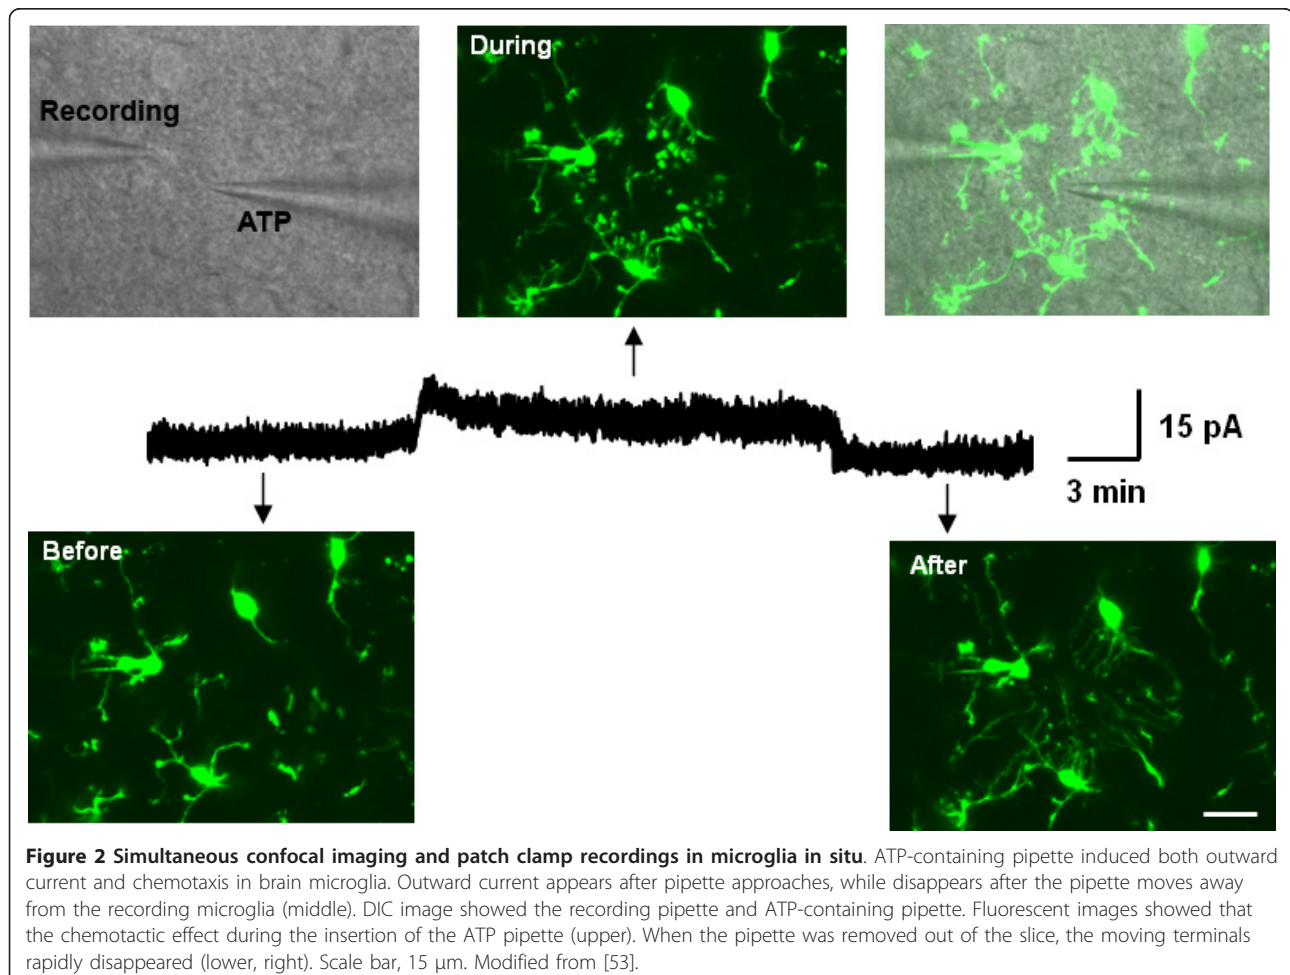 Recording
ATP
During
15 pA
3 min
Before
After
Figure 2 Simultaneous confocal imaging and patch clamp recordings in microglia in situ. ATP-containing pipette induced both outward
current and chemotaxis in brain microglia. Outward current appears after pipette approaches, while disappears after the pipette moves away
from the recording microglia (middle). DIC image showed the recording pipette and ATP-containing pipette. Fluorescent images showed that
the chemotactic effect during the insertion of the ATP pipette (upper). When the pipette was removed out of the slice, the moving terminals
rapidly disappeared (lower, right). Scale bar, 15 μm. Modified from [53].